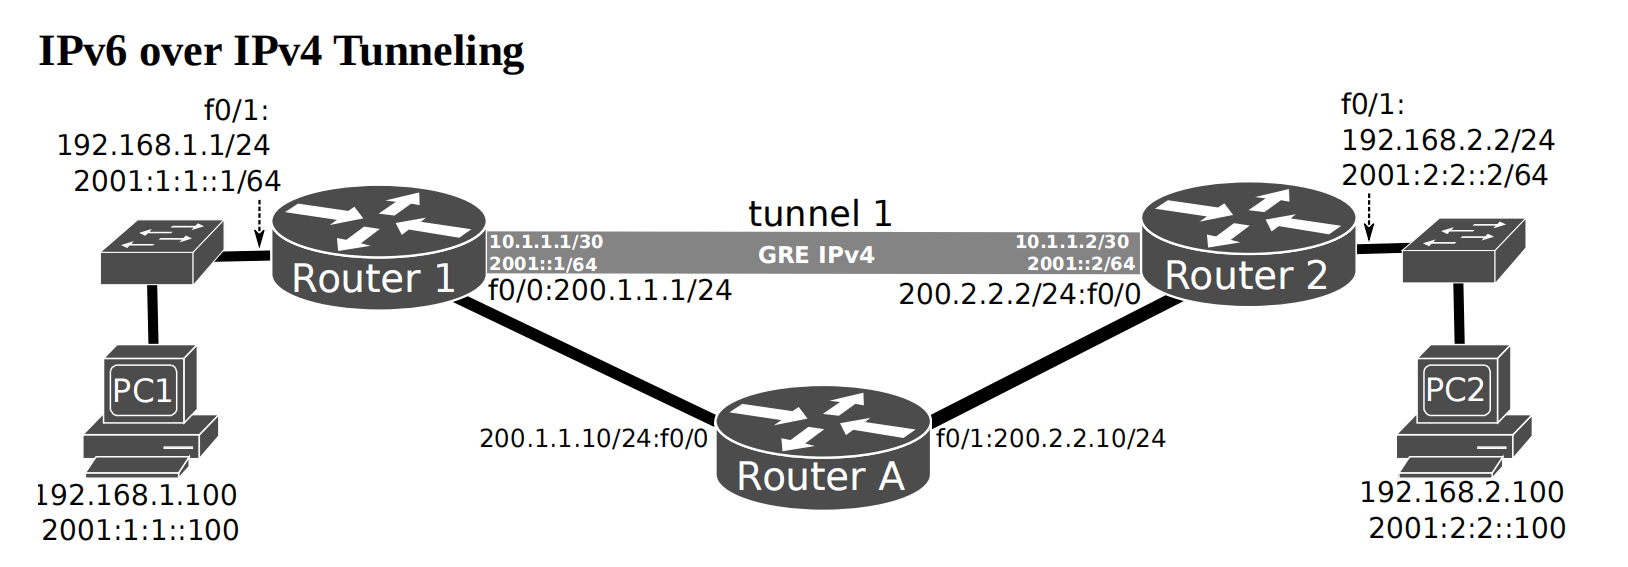 IPv6 over IPv4 Tunneling
f0/1:
192.168.1.1/24
2001:1:1::1/64
f0/1:
192.168.2.2/24
2001:2:2::2/64
tunnel 1
10.1.1.1/30
2001::1/64
GRE IPv4
10.1.1.2/30
2001::2/64
Router 1
Router 2
f0/0:200.1.1.1/24
200.2.2.2/24:f0/0
PC1
PC2
200.1.1.10/24:f0/0
f0/1:200.2.2.10/24
Router A
192.168.1.100
2001:1:1::100
192.168.2.100
2001:2:2::100